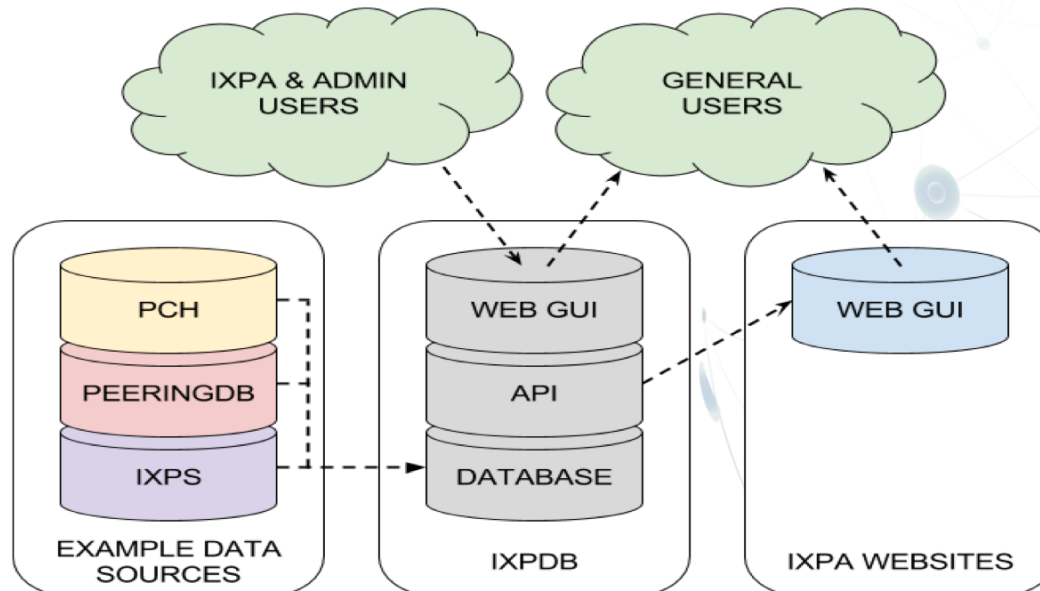 IXPA & ADMIN
USERS
GENERAL
USERS
PCH
PEERINGDB
IXPS
EXAMPLE DATA
SOURCES
WEB GUI
API
DATABASE
IXPDB
WEB GUI
IXPA WEBSITES